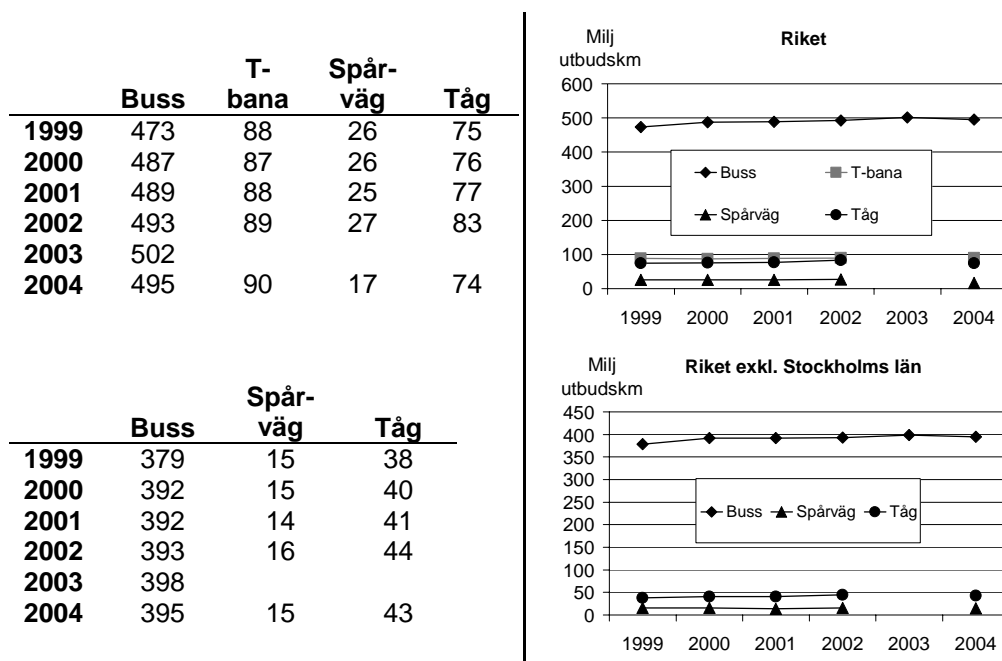 T- Spår-
Buss bana väg Tåg
1999 473 88 26 75
2000 487 87 26 76
2001 489 88 25 77
2002 493 89 27 83
2003 502
2004 495 90 17 74
Spår-
Buss väg Tåg
1999 379 15 38
2000 392 15 40
2001 392 14 41
2002 393 16 44
2003 398
2004 395 15 43
Milj
utbudskm
Riket
600
500
400
300
200
100
0
Buss T-bana
Spårväg Tåg
1999 2000 2001 2002 2003 2004
Milj
utbudskm
Riket exkl. Stockholms län
450
400
350
300
250
200
150
100
50
0
Buss Spårväg Tåg
1999 2000 2001 2002 2003 2004